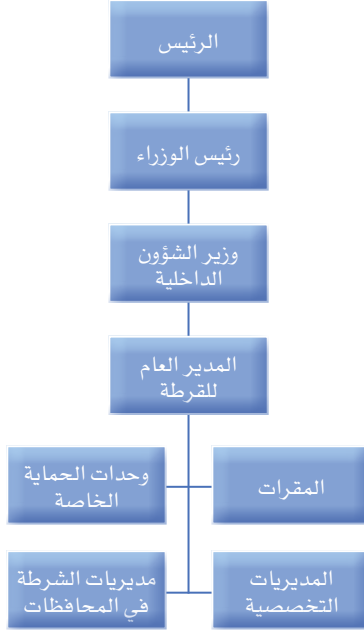 الرئيس
رئيس الوزراء
وزير الشؤون
الداخلية
المدير العام
للقرطة
المقرات
وحدات الحماية
الخاصة
المديريات
التخصصية
مديريات الشرطة
في المحافظات